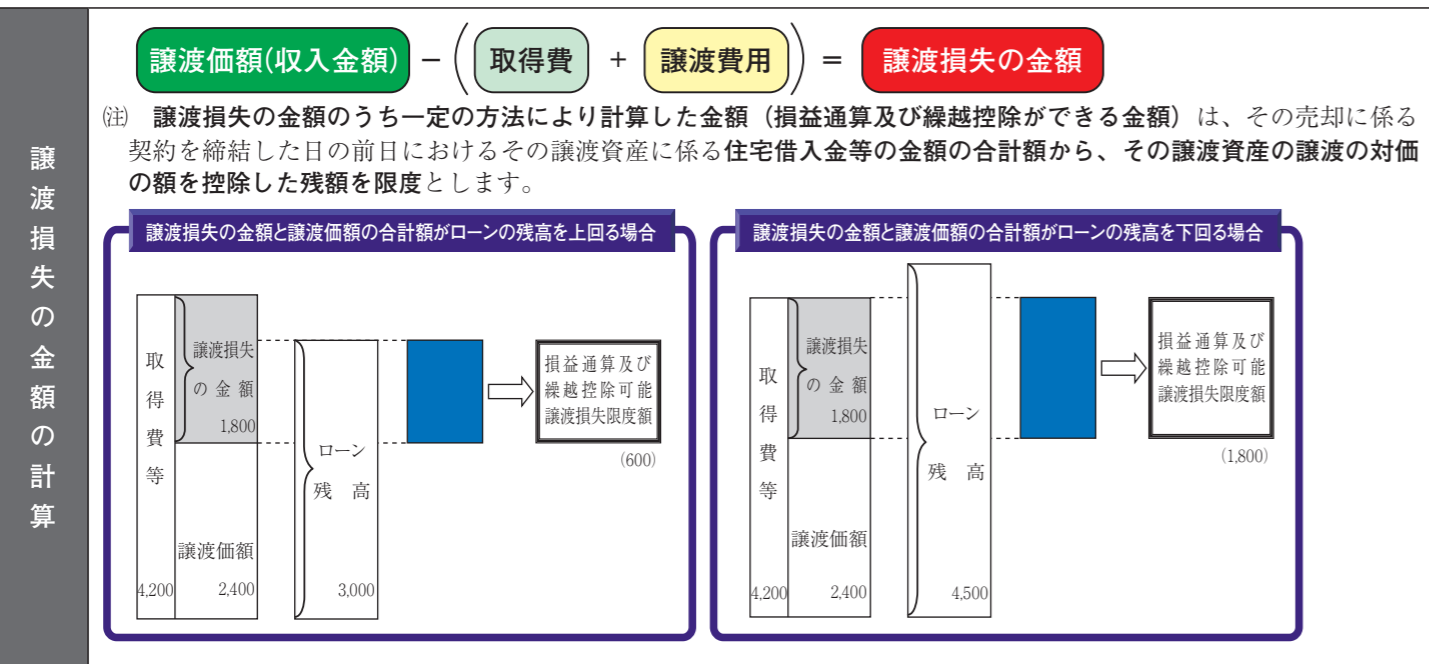 譲渡損失の金額の計算
譲渡価額(収入金額) − ( 取得費 + 譲渡費用 ) = 譲渡損失の金額
(注) 譲渡損失の金額のうち一定の方法により計算した金額（損益通算及び繰越控除ができる金額）は、その売却に係る
契約を締結した日の前日におけるその譲渡資産に係る住宅借入金等の金額の合計額から、その譲渡資産の譲渡の対価
の額を控除した残額を限度とします。
譲渡損失の金額と譲渡価額の合計額がローンの残高を上回る場合
取得費等
4,200
譲渡損失
の金額
1,800
譲渡価額
2,400
ローン
残高
3,000
損益通算及び
繰越控除可能
譲渡損失限度額
(600)
譲渡損失の金額と譲渡価額の合計額がローンの残高を下回る場合
取得費等
4,200
譲渡損失
の金額
1,800
譲渡価額
2,400
ローン
残高
4,500
損益通算及び
繰越控除可能
譲渡損失限度額
(1,800)